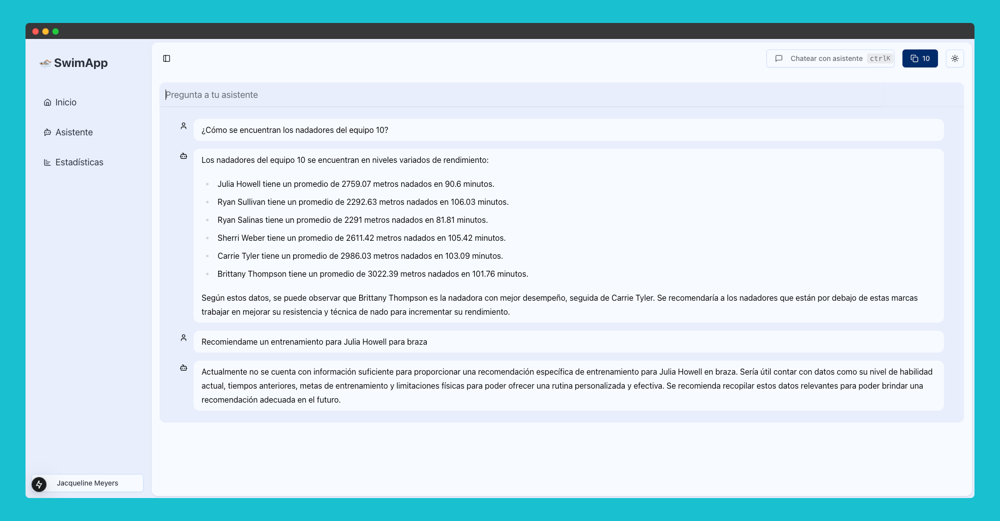 SwimApp
Chatear con asistente ctrlK
10
Inicio
Asistente
Estadísticas
Pregunta a tu asistente
¿Cómo se encuentran los nadadores del equipo 10?
Los nadadores del equipo 10 se encuentran en niveles variados de rendimiento:
Julia Howell tiene un promedio de 2759.07 metros nadados en 90.6 minutos.
Ryan Sullivan tiene un promedio de 2292.63 metros nadados en 106.03 minutos.
Ryan Salinas tiene un promedio de 2291 metros nadados en 81.81 minutos.
Sherri Weber tiene un promedio de 2611.42 metros nadados en 105.42 minutos.
Carrie Tyler tiene un promedio de 2986.03 metros nadados en 103.09 minutos.
Brittany Thompson tiene un promedio de 3022.39 metros nadados en 101.76 minutos.
Según estos datos, se puede observar que Brittany Thompson es la nadadora con mejor desempeño, seguida de Carrie Tyler. Se recomendaría a los nadadores que están por debajo de estas marcas
trabajar en mejorar su resistencia y técnica de nado para incrementar su rendimiento.
Recomiendame un entrenamiento para Julia Howell para braza
Actualmente no se cuenta con información suficiente para proporcionar una recomendación específica de entrenamiento para Julia Howell en braza. Sería útil contar con datos como su nivel de habilidad
actual, tiempos anteriores, metas de entrenamiento y limitaciones físicas para poder ofrecer una rutina personalizada y efectiva. Se recomienda recopilar estos datos relevantes para poder brindar una
recomendación adecuada en el futuro.
Jacqueline Meyers